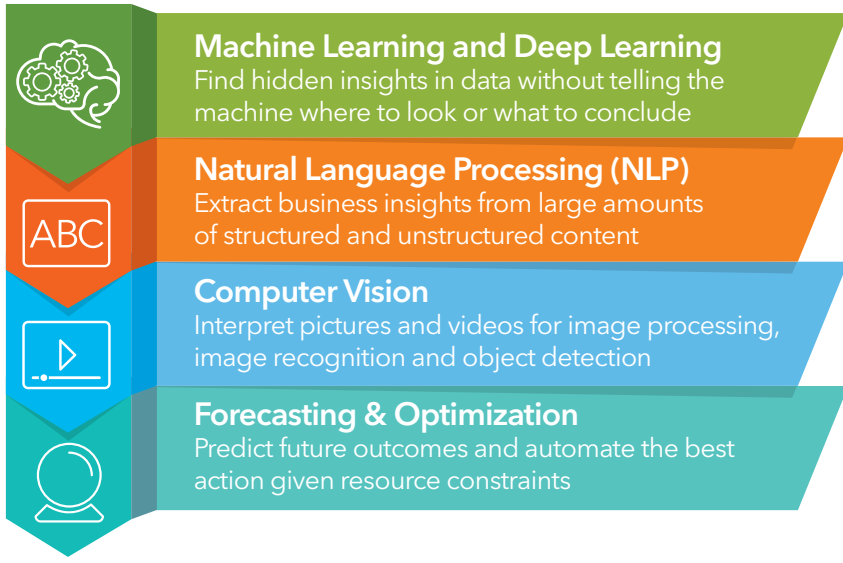 Machine Learning and Deep Learning
Find hidden insights in data without telling the
machine where to look or what to conclude
Natural Language Processing (NLP)
ABC
Extract business insights from large amounts
of structured and unstructured content
Computer Vision
Interpret pictures and videos for image processing,
image recognition and object detection
Forecasting & Optimization
Predict future outcomes and automate the best
action given resource constraints